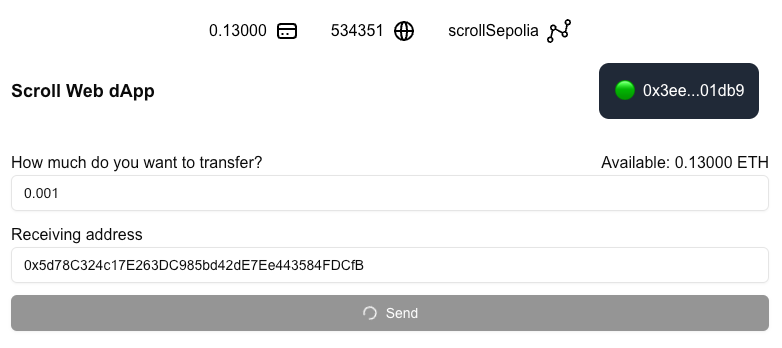 0.13000 534351 scrollSepolia
Scroll Web dApp 0x3ee...01db9
How much do you want to transfer? Available: 0.13000 ETH
0.001
Receiving address
0x5d78C324c17E263DC985bd42dE7Ee443584FDCfB
Send